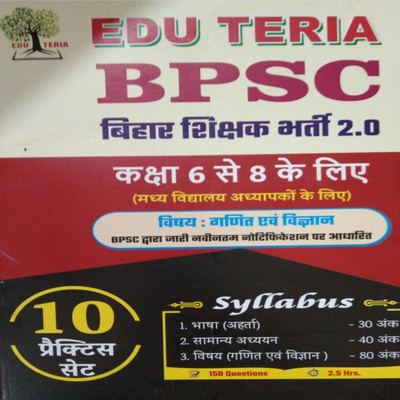 EDU TERIA
EDU TERIA
BPSC
बिहार शिक्षक भर्ती 2.0
कक्षा 6 से 8 के लिए
(मध्य विद्यालय अध्यापकों के लिए)
विषय : गणित एवं विज्ञान
BPSC द्वारा जारी नवीनतम नोटिफिकेशन पर आधारित
10
प्रैक्टिस
सेट
Syllabus
1. भाषा (अहर्ता) - 30 अंक
2. सामान्य अध्ययन - 40 अंक
3. विषय (गणित एवं विज्ञान ) - 80 अंक
150 Questions 2.5 Hrs.